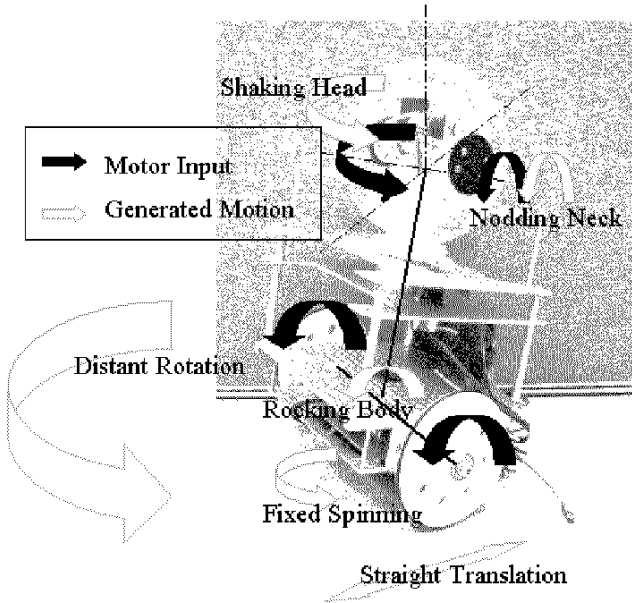 Shaking Head
Motor Input
Generated Motion
Nodding Neck
Distant Rotation
Rocking Body
Fixed Spinning
Straight Translation